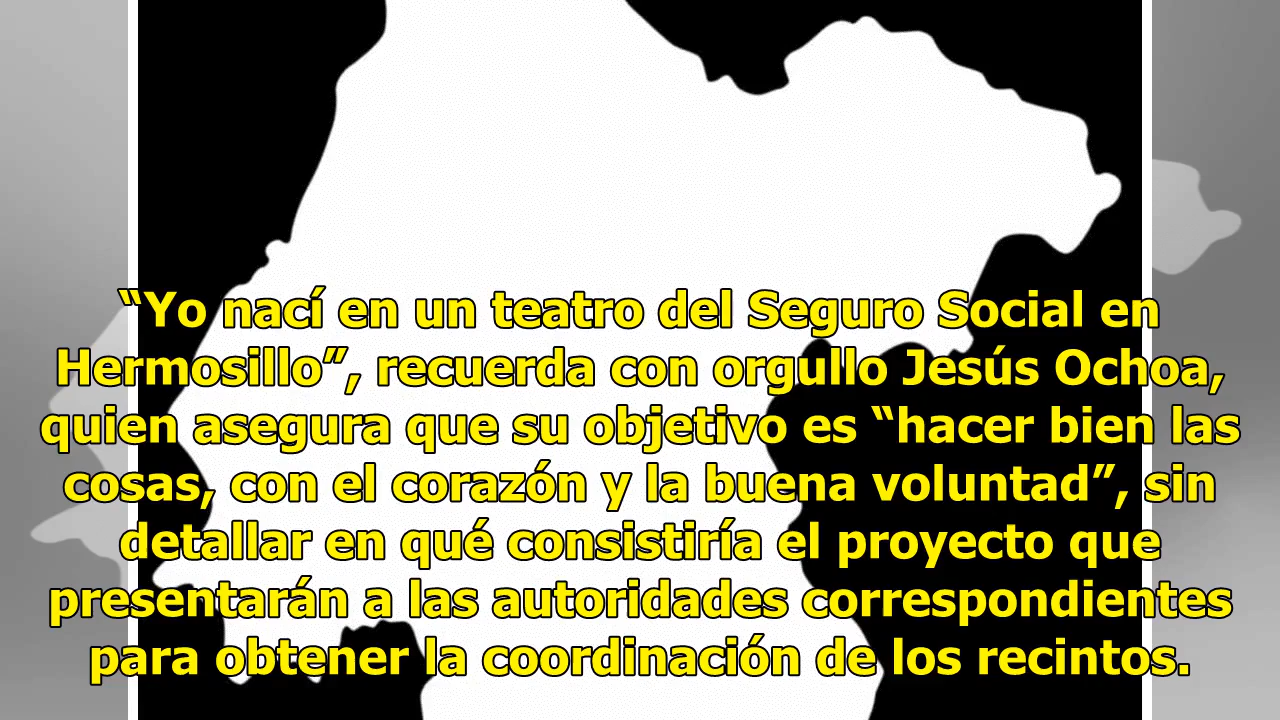 “Yo nací en un teatro del Seguro Social en
Hermosillo”, recuerda con orgullo Jesús Ochoa,
quien asegura que su objetivo es “hacer bien las
cosas, con el corazón y la buena voluntad”, sin
detallar en qué consistiría el proyecto que
presentarán a las autoridades correspondientes
para obtener la coordinación de los recintos.